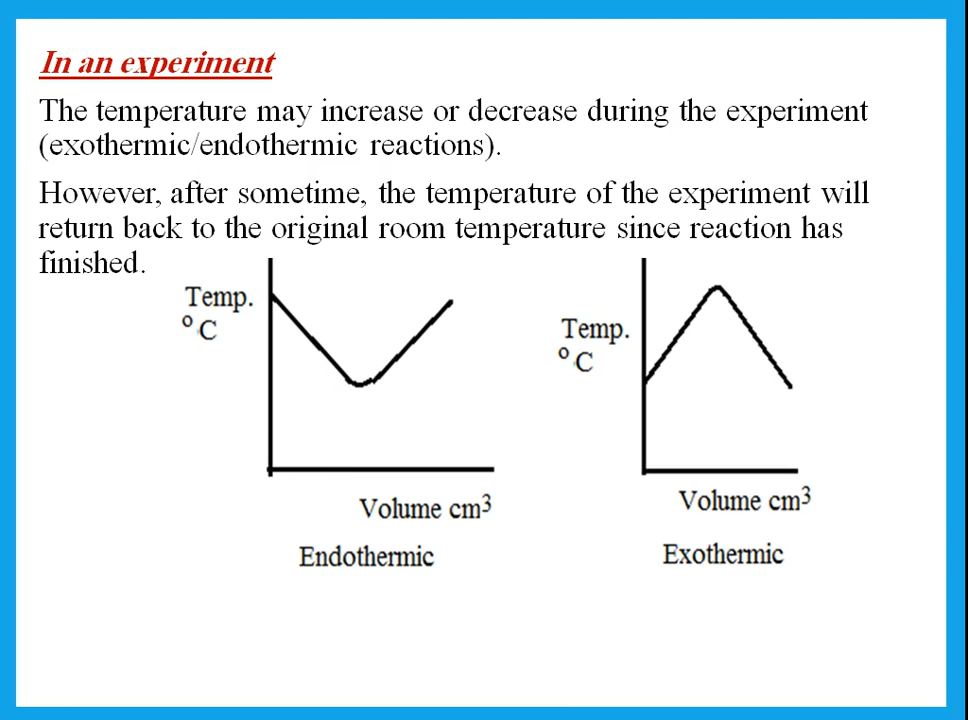 In an experiment
The temperature may increase or decrease during the experiment
(exothermic/endothermic reactions).
However, after sometime, the temperature of the experiment will
return back to the original room temperature since reaction has
finished.
Temp.
°C
Volume cm³
Endothermic
Temp.
°C
Volume cm³
Exothermic